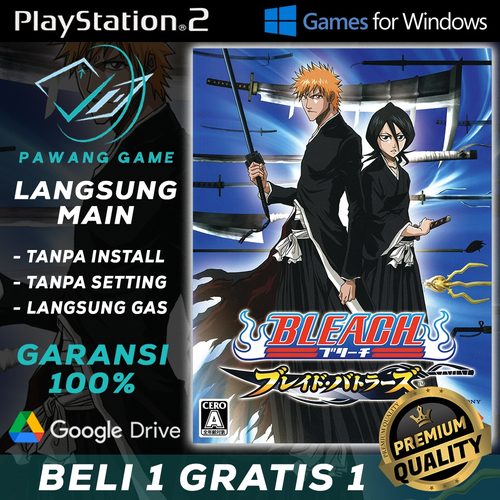 PlayStation®2
Games for Windows
PAWANG GAME
LANGSUNG
MAIN
- TANPA INSTALL
- TANPA SETTING
- LANGSUNG GAS
GARANSI
100%
Google Drive
BLEACH
ブリーチ
ブレイド・バトラーズ
CERO
A
PREMIUM
QUALITY
BELI 1 GRATIS 1